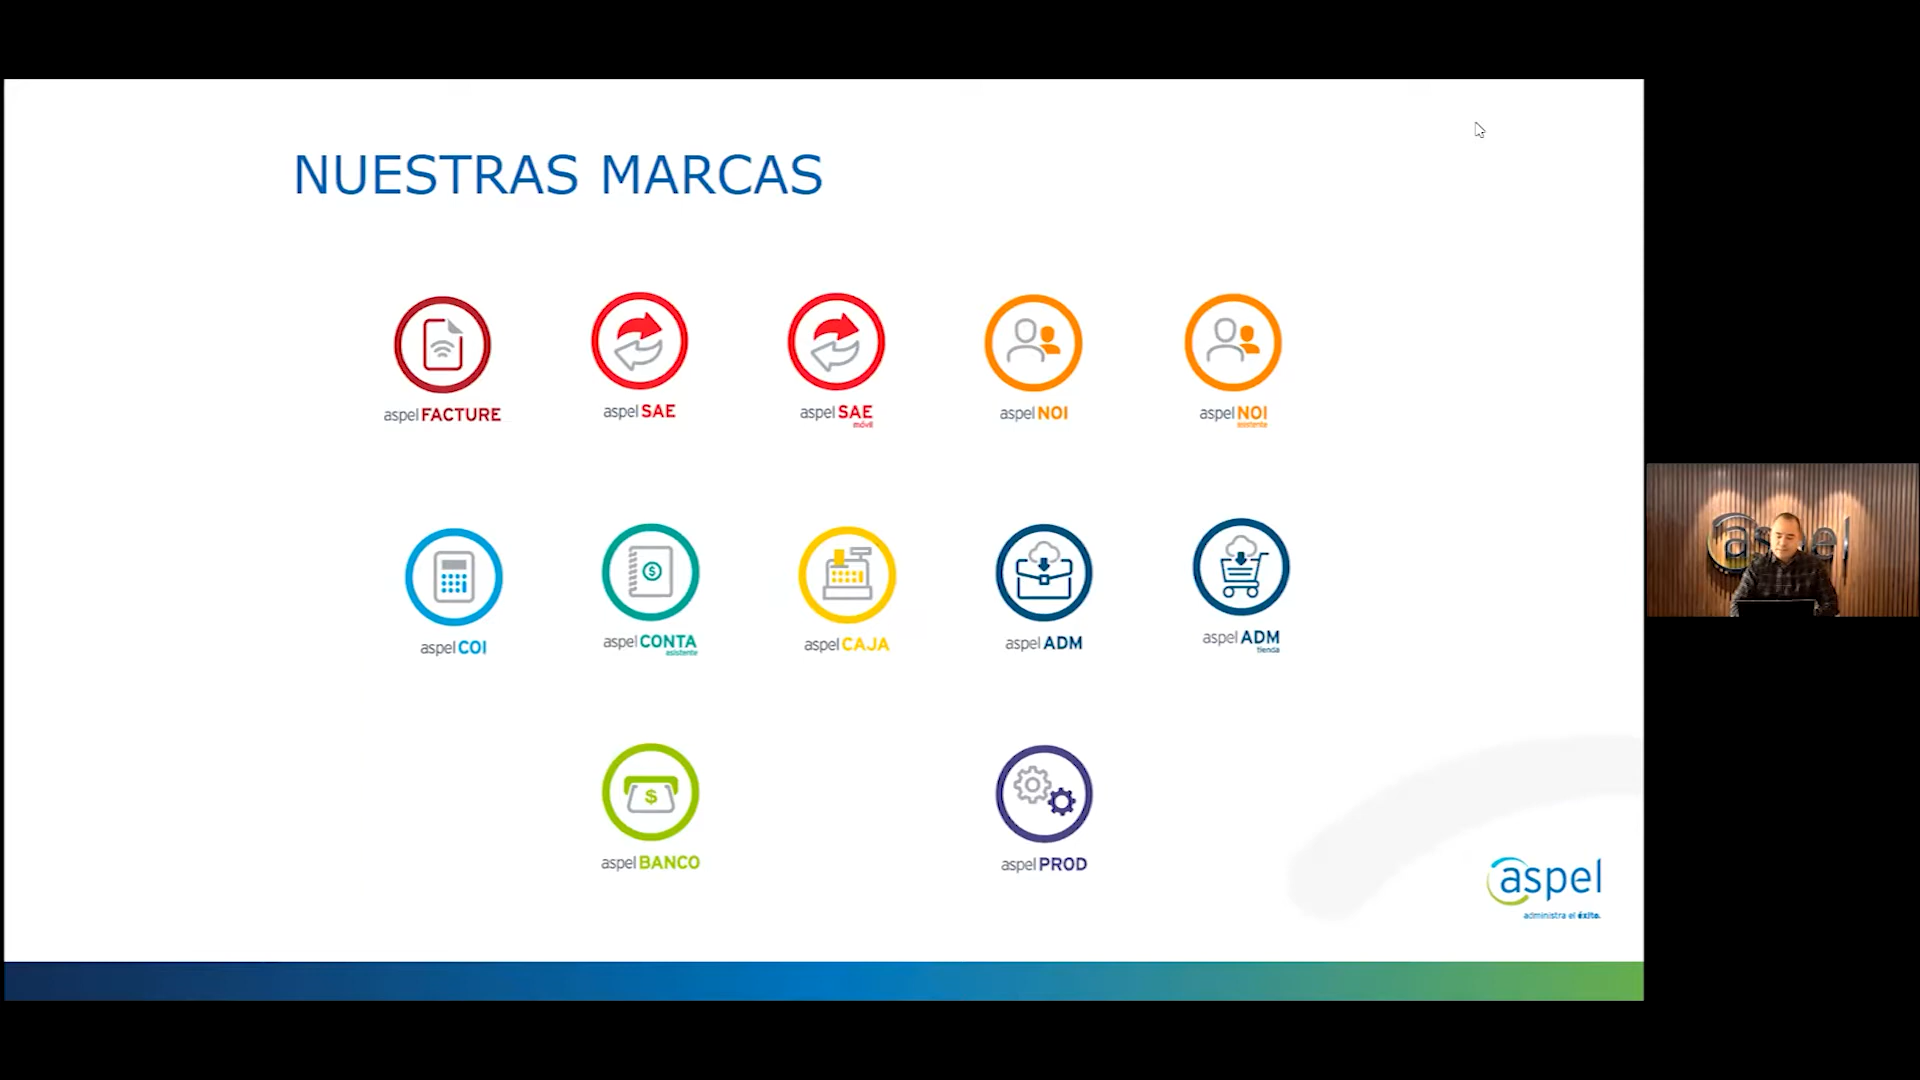 NUESTRAS MARCAS
aspel FACTURE
aspel SAE
aspel SAE
móvil
aspel NOI
aspel NOI
asistente
aspel COI
aspel CONTA
asistente
aspel CAJA
aspel ADM
aspel ADM
tienda
$
aspel BANCO
aspel PROD
aspel
administra el éxito.
aspel